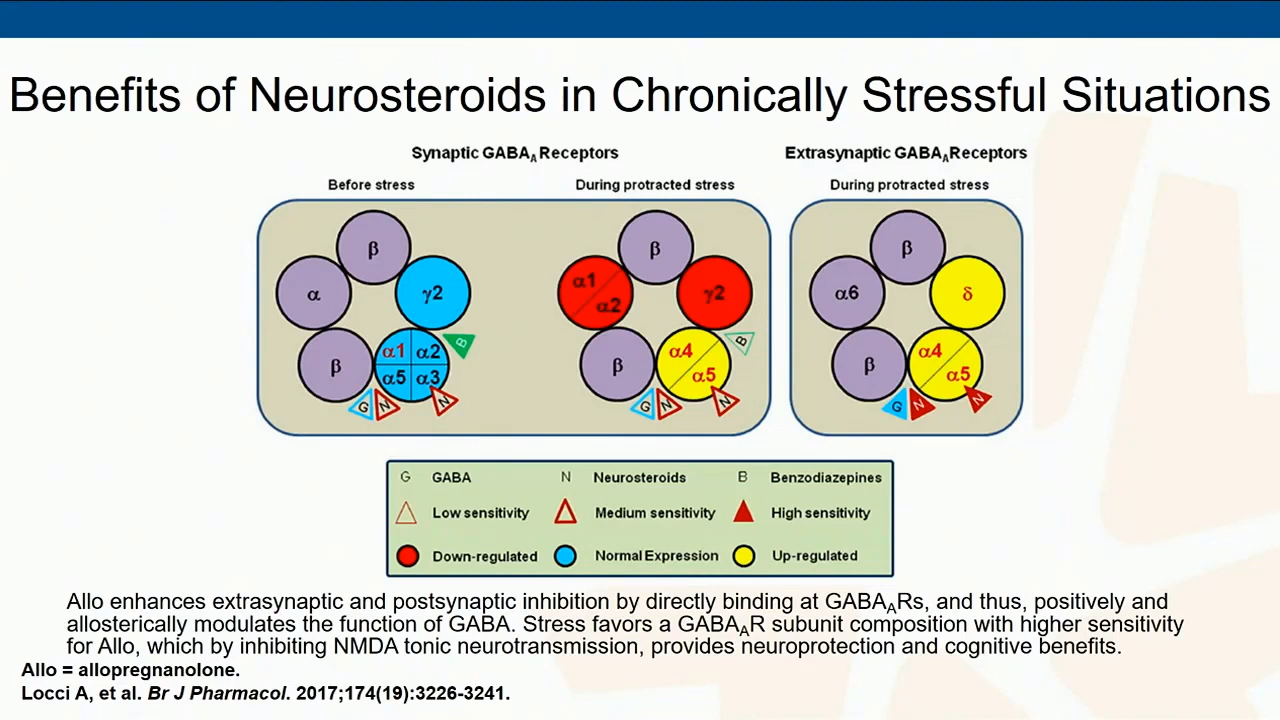 Benefits of Neurosteroids in Chronically Stressful Situations
Synaptic GABAA Receptors
Extrasynaptic GABAAReceptors
Before stress
During protracted stress
During protracted stress
β
α
γ2
β
α1
α2
α5
α3
B
G
N
N
β
α1
α2
γ2
β
α4
α5
B
G
N
N
β
α6
δ
β
α4
α5
G
N
N
G GABA N Neurosteroids B Benzodiazepines
Low sensitivity Medium sensitivity High sensitivity
Down-regulated Normal Expression Up-regulated
Allo enhances extrasynaptic and postsynaptic inhibition by directly binding at GABAARs, and thus, positively and
allosterically modulates the function of GABA. Stress favors a GABAAR subunit composition with higher sensitivity
for Allo, which by inhibiting NMDA tonic neurotransmission, provides neuroprotection and cognitive benefits.
Allo = allopregnanolone.
Locci A, et al. Br J Pharmacol. 2017;174(19):3226-3241.